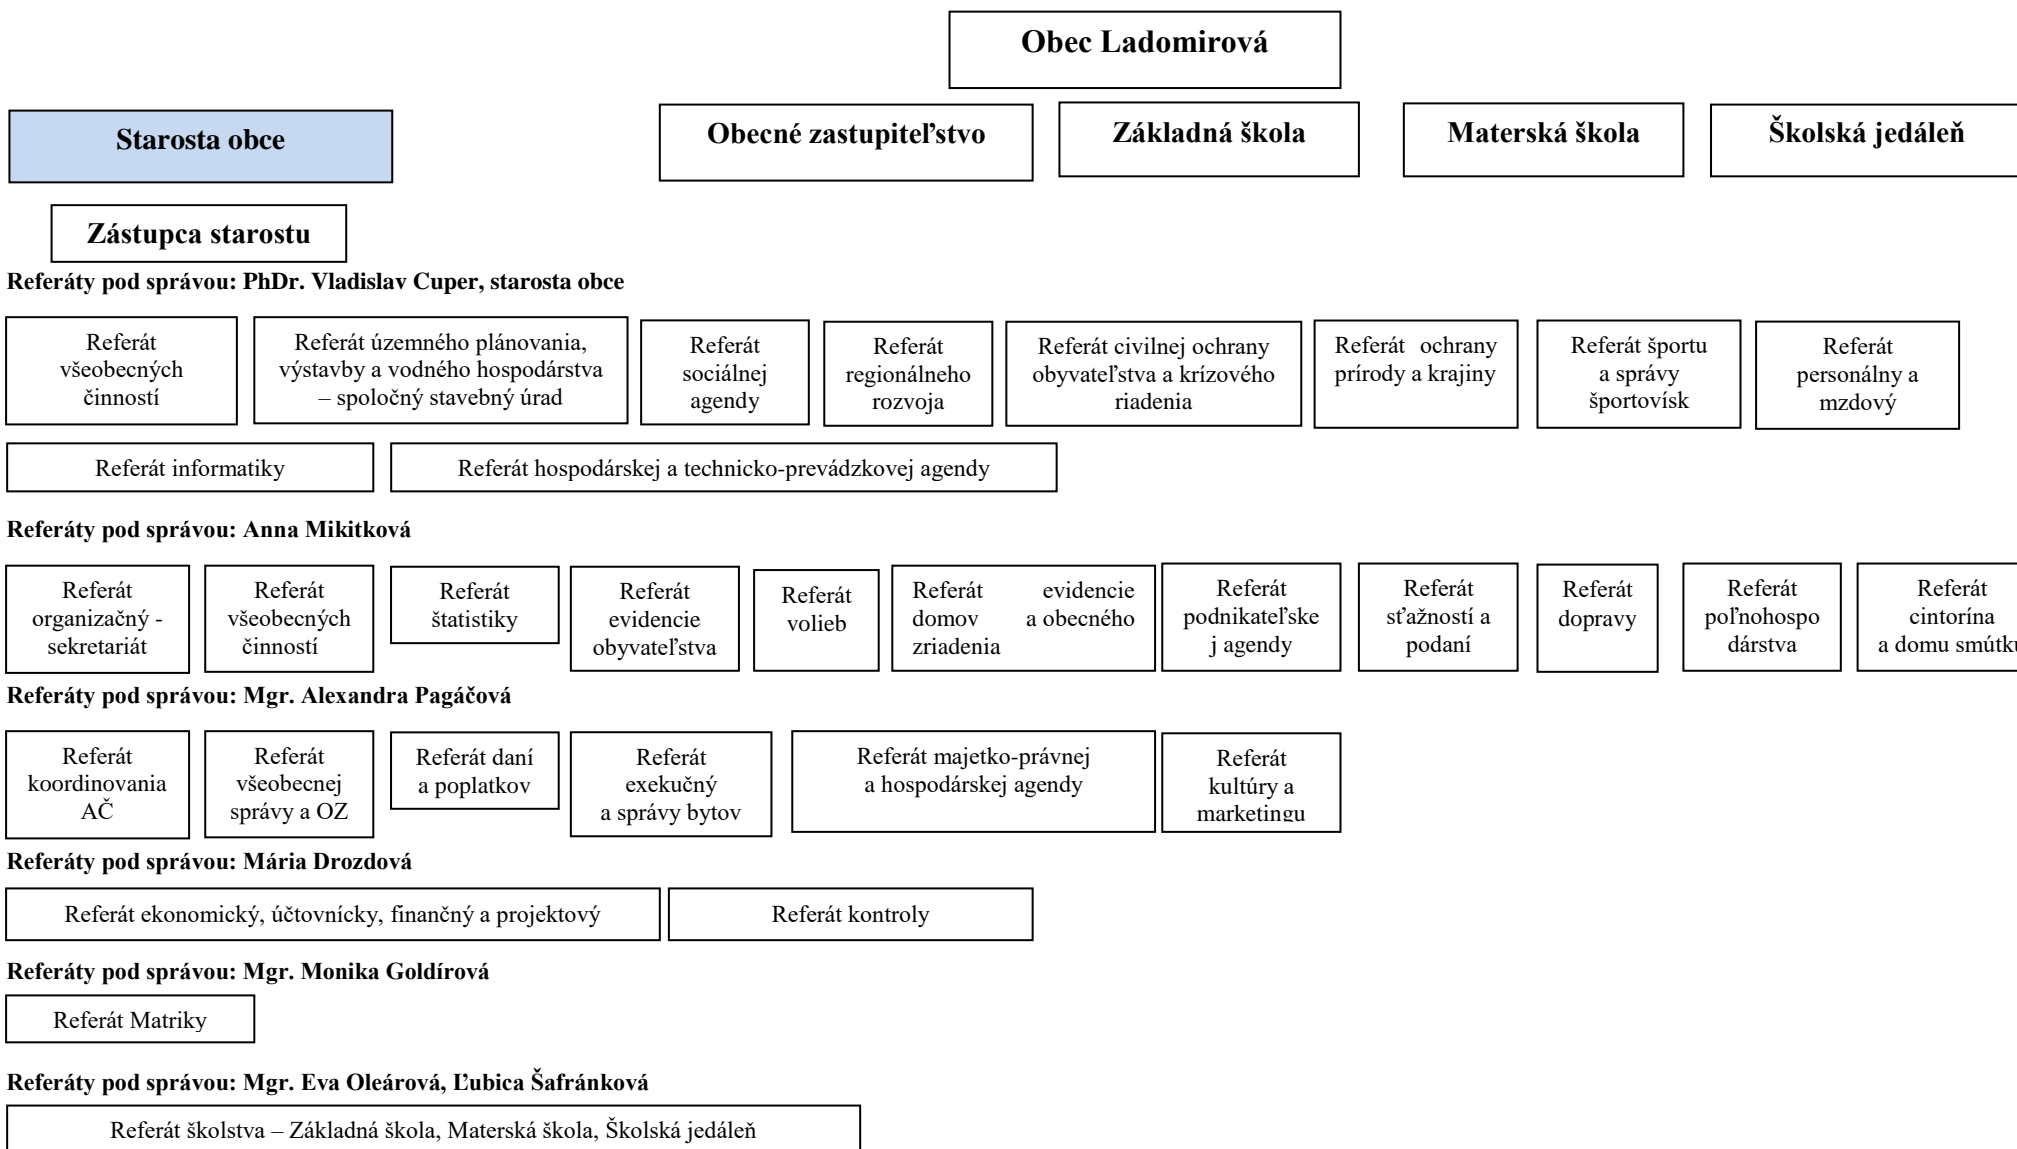 Obec Ladomirová
Starosta obce
Obecné zastupiteľstvo
Základná škola
Materská škola
Školská jedáleň
Zástupca starostu
Referáty pod správou: PhDr. Vladislav Cuper, starosta obce
Referát
všeobecných
činností
Referát územného plánovania,
výstavby a vodného hospodárstva
– spoločný stavebný úrad
Referát
sociálnej
agendy
Referát
regionálneho
rozvoja
Referát civilnej ochrany
obyvateľstva a krízového
riadenia
Referát ochrany
prírody a krajiny
Referát športu
a správy
športovísk
Referát
personálny a
mzdový
Referát informatiky
Referát hospodárskej a technicko-prevádzkovej agendy
Referáty pod správou: Anna Mikitková
Referát
organizačný -
sekretariát
Referát
všeobecných
činností
Referát
štatistiky
Referát
evidencie
obyvateľstva
Referát
volieb
Referát evidencie
domov a obecného
zriadenia
Referát
podnikateľske
j agendy
Referát
sťažností a
podaní
Referát
dopravy
Referát
poľnohospo
dárstva
Referát
cintorína
a domu smútku
Referáty pod správou: Mgr. Alexandra Pagáčová
Referát
koordinovania
AČ
Referát
všeobecnej
správy a OZ
Referát daní
a poplatkov
Referát
exekučný
a správy bytov
Referát majetko-právnej
a hospodárskej agendy
Referát
kultúry a
marketingu
Referáty pod správou: Mária Drozdová
Referát ekonomický, účtovnícky, finančný a projektový
Referát kontroly
Referáty pod správou: Mgr. Monika Goldírová
Referát Matriky
Referáty pod správou: Mgr. Eva Oleárová, Ľubica Šafránková
Referát školstva – Základná škola, Materská škola, Školská jedáleň